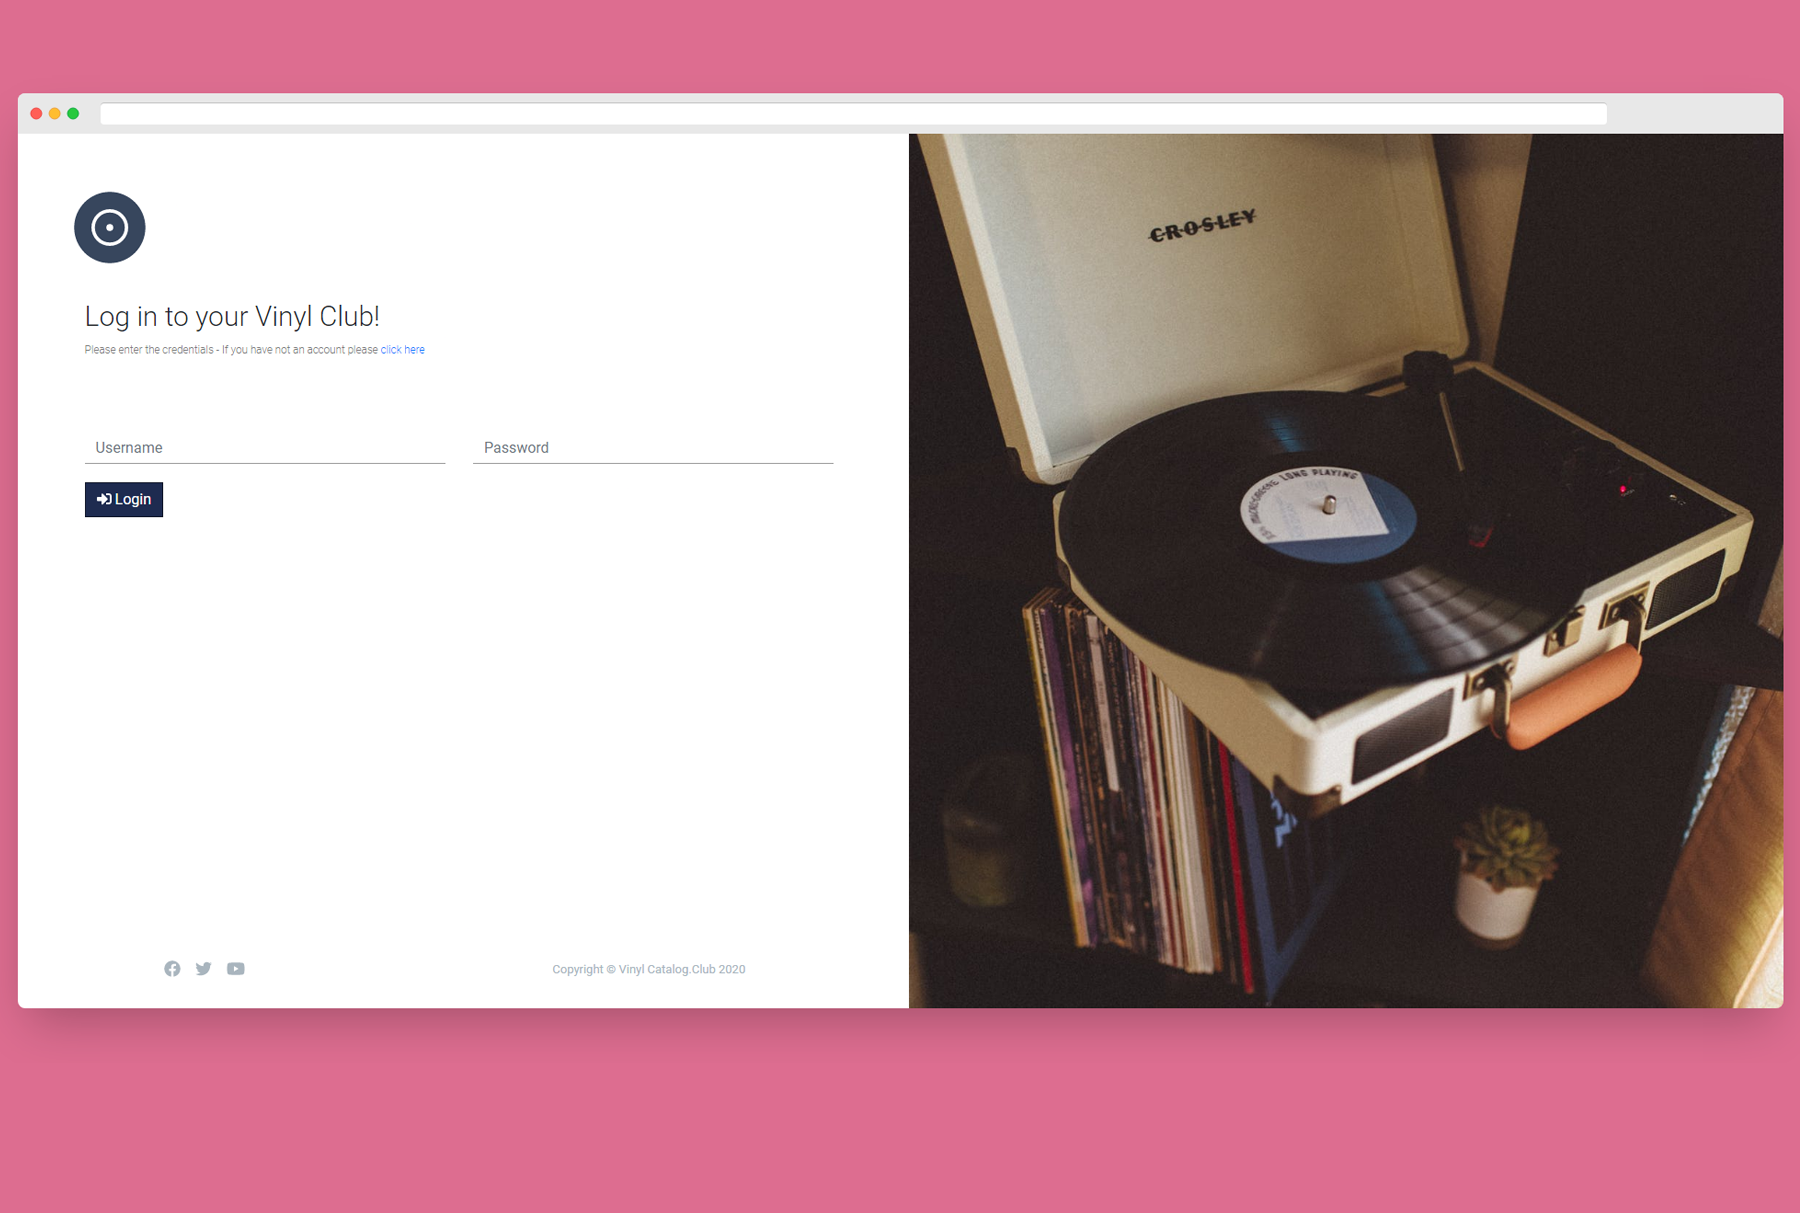 Log in to your Vinyl Club!
Please enter the credentials - If you have not an account please click here
Username
Password
Login
Copyright © Vinyl Catalog.Club 2020
CROSLEY
LONG PLAYING